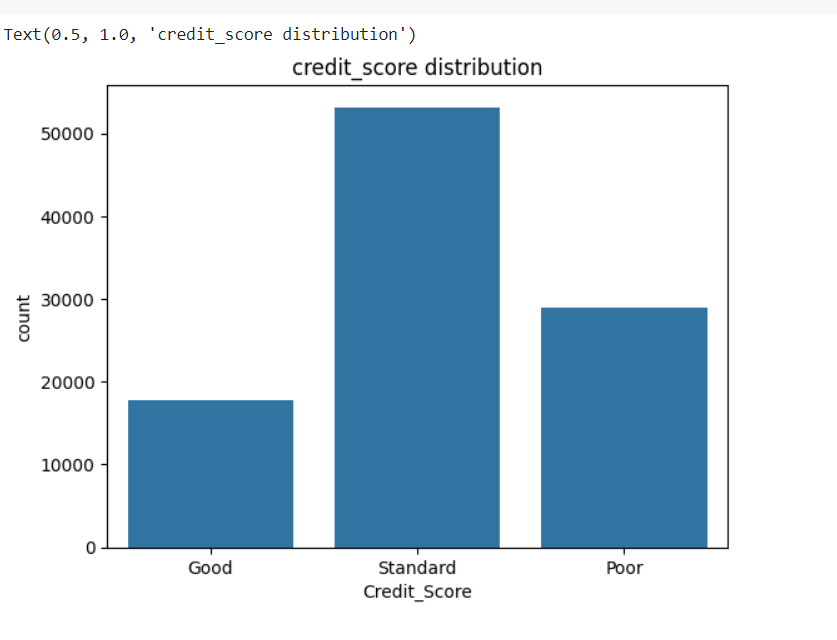 Text(0.5, 1.0, 'credit_score distribution')
credit_score distribution
50000
40000
30000
20000
10000
0
count
Good Standard Poor
Credit_Score